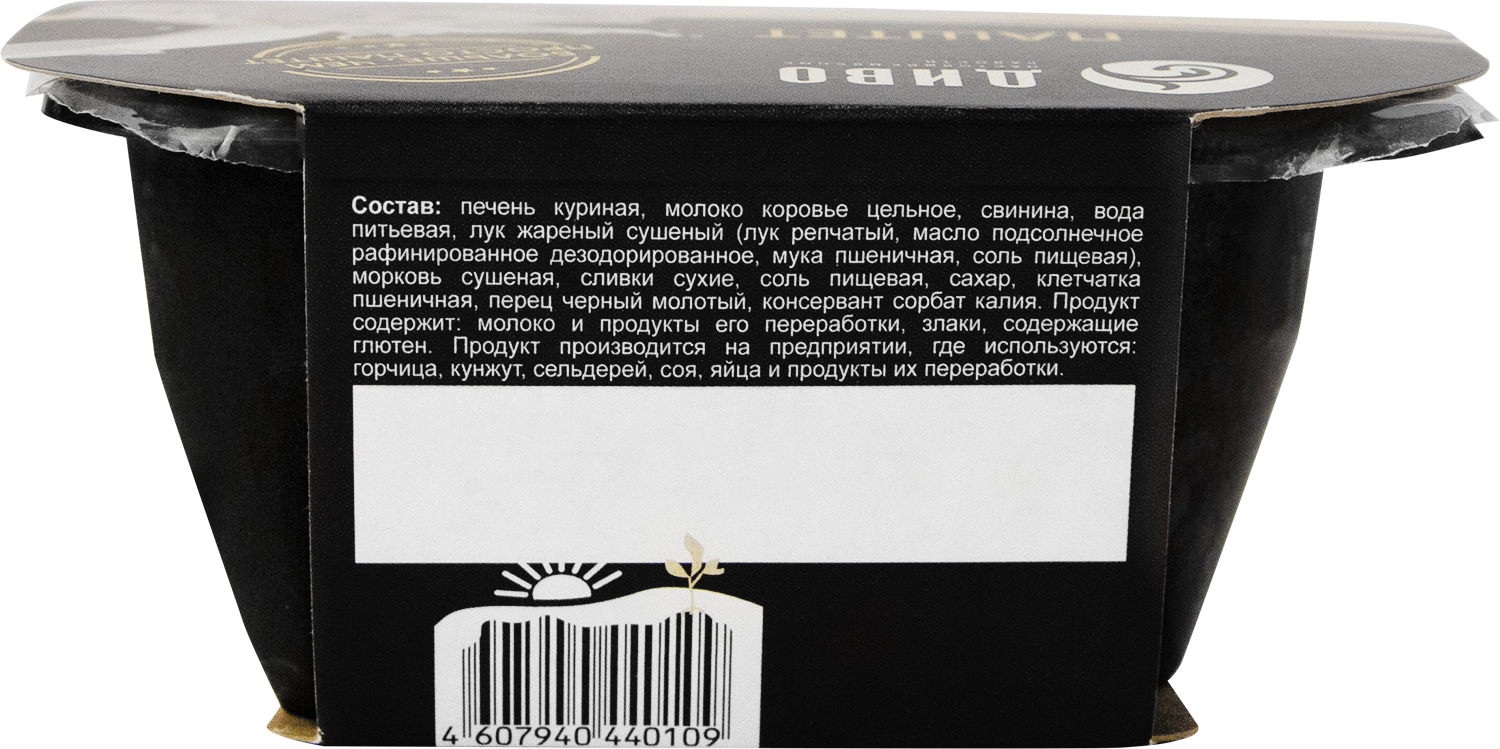 ПАШТЕТ
ДИВО
Состав: печень куриная, молоко коровье цельное, свинина, вода
питьевая, лук жареный сушеный (лук репчатый, масло подсолнечное
рафинированное дезодорированное, мука пшеничная, соль пищевая),
морковь сушеная, сливки сухие, соль пищевая, сахар, клетчатка
пшеничная, перец черный молотый, консервант сорбат калия. Продукт
содержит: молоко и продукты его переработки, злаки, содержащие
глютен. Продукт производится на предприятии, где используются:
горчица, кунжут, сельдерей, соя, яйца и продукты их переработки.
4 607940 440109